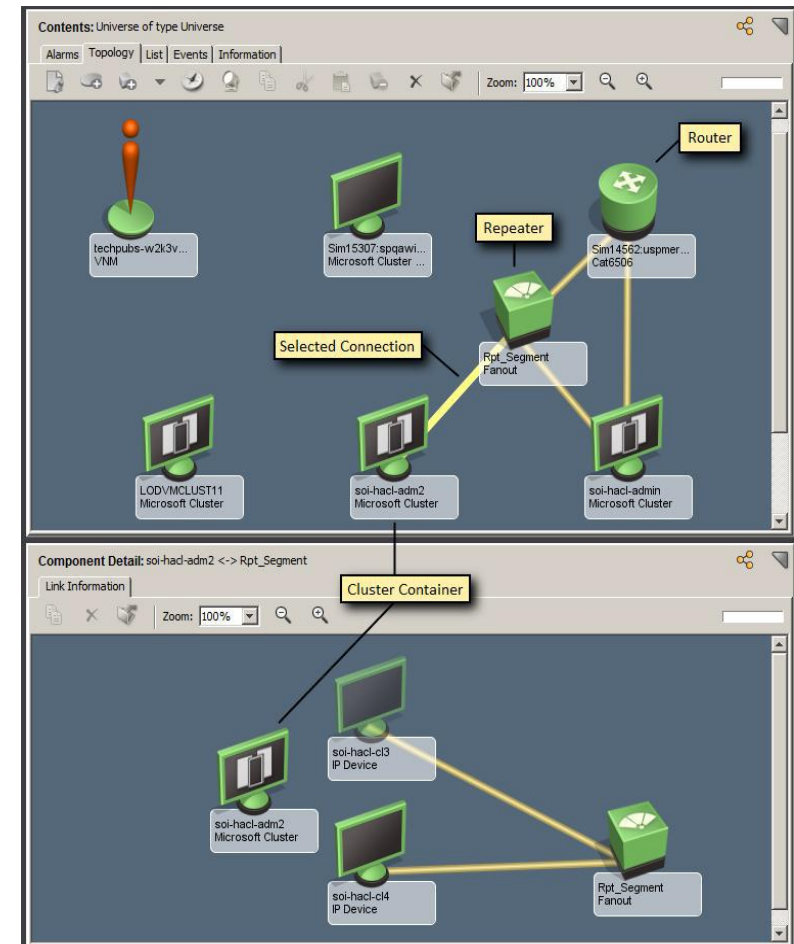 Contents: Universe of type Universe
Alarms Topology List Events Information
Zoom: 100%
Router
Repeater
techpubs-w2k3v...
VNM
Sim15307:spqawi...
Microsoft Cluster ...
Sim14562:uspmer...
Cat6506
Selected Connection
Rpt_Segment
Fanout
LODVMCLUST11
Microsoft Cluster
soi-hacl-adm2
Microsoft Cluster
soi-hacl-admin
Microsoft Cluster
Component Detail: soi-hacl-adm2 <-> Rpt_Segment
Link Information
Cluster Container
Zoom: 100%
soi-hacl-cl3
IP Device
soi-hacl-adm2
Microsoft Cluster
soi-hacl-cl4
IP Device
Rpt_Segment
Fanout